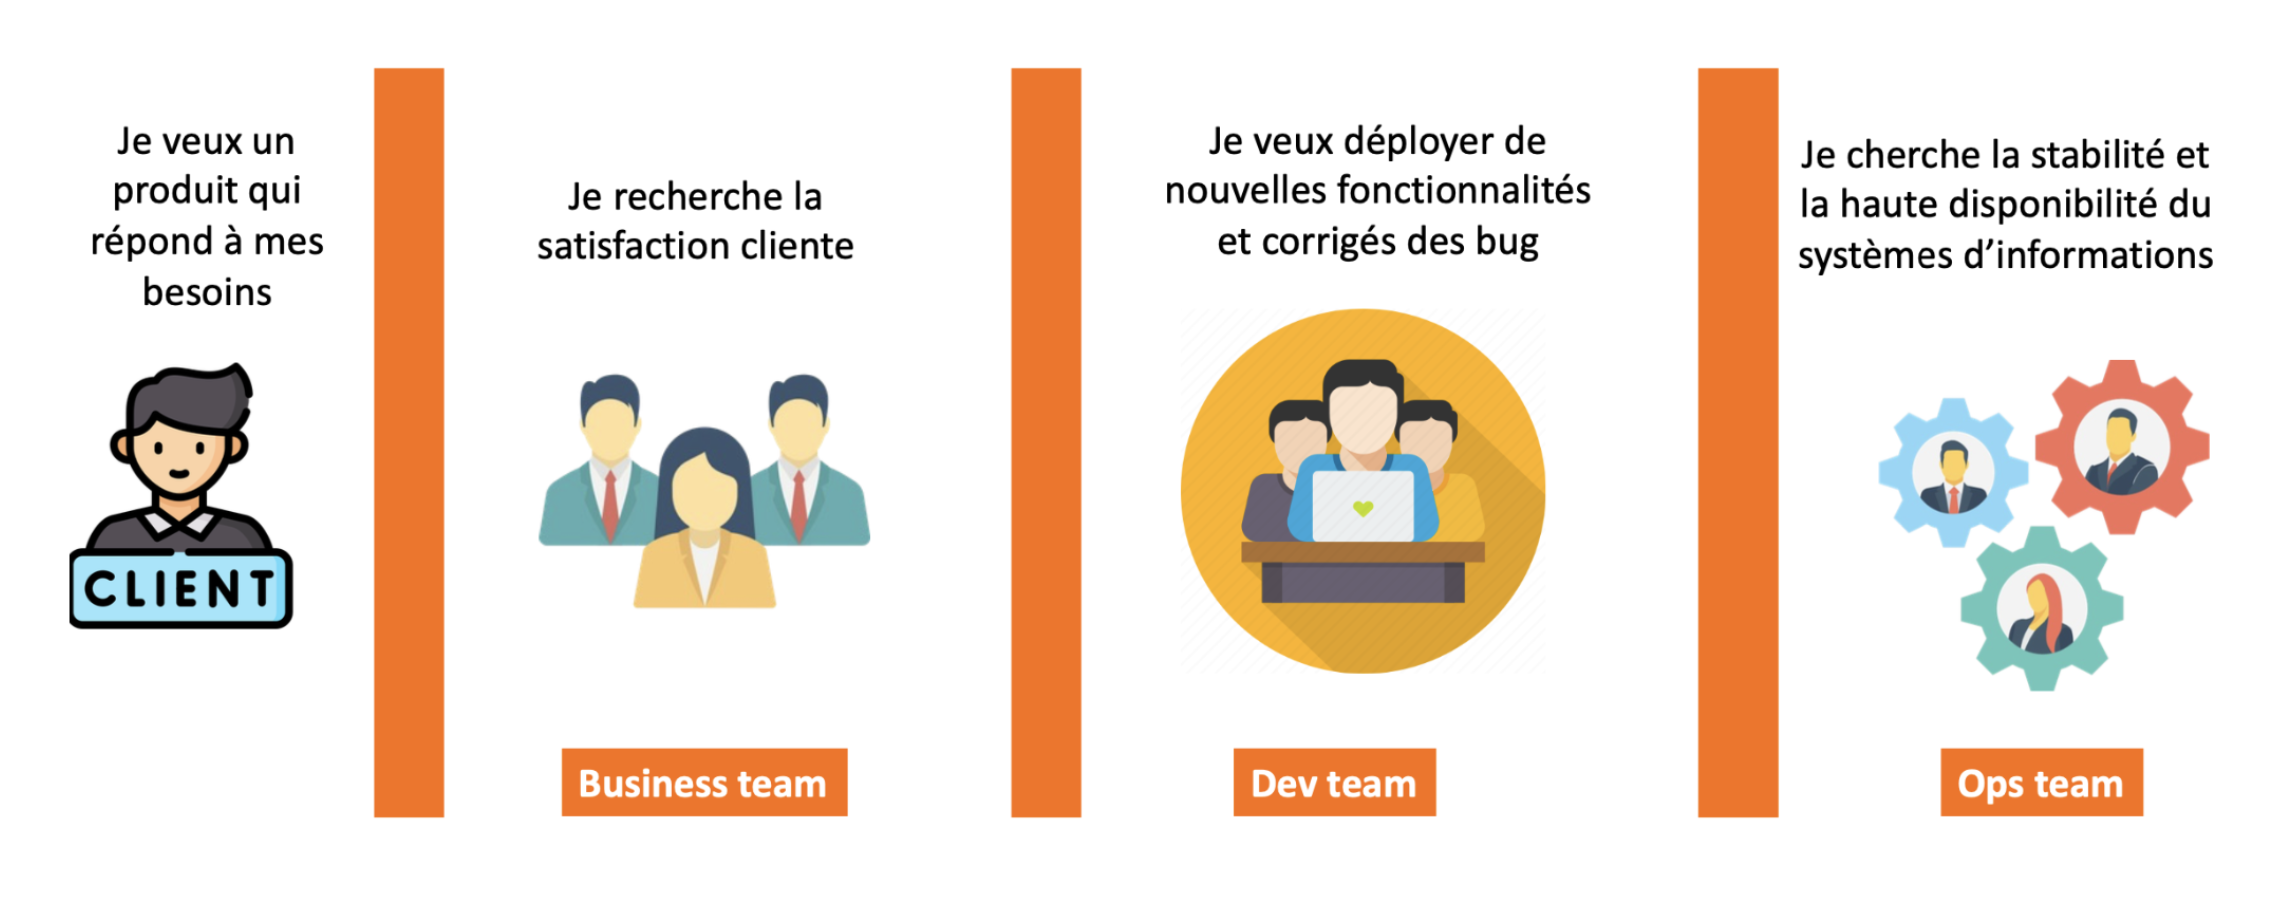 Je veux un
produit qui
répond à mes
besoins
CLIENT
Je recherche la
satisfaction cliente
Business team
Je veux déployer de
nouvelles fonctionnalités
et corrigés des bug
Dev team
Je cherche la stabilité et
la haute disponibilité du
systèmes d’informations
Ops team